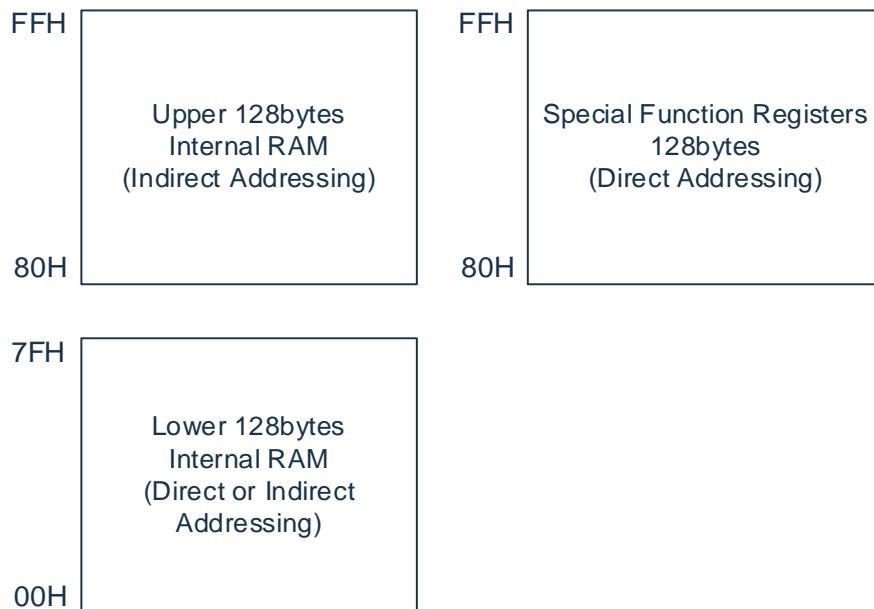 FFH
Upper 128bytes
Internal RAM
(Indirect Addressing)
80H
FFH
Special Function Registers
128bytes
(Direct Addressing)
80H
7FH
Lower 128bytes
Internal RAM
(Direct or Indirect
Addressing)
00H